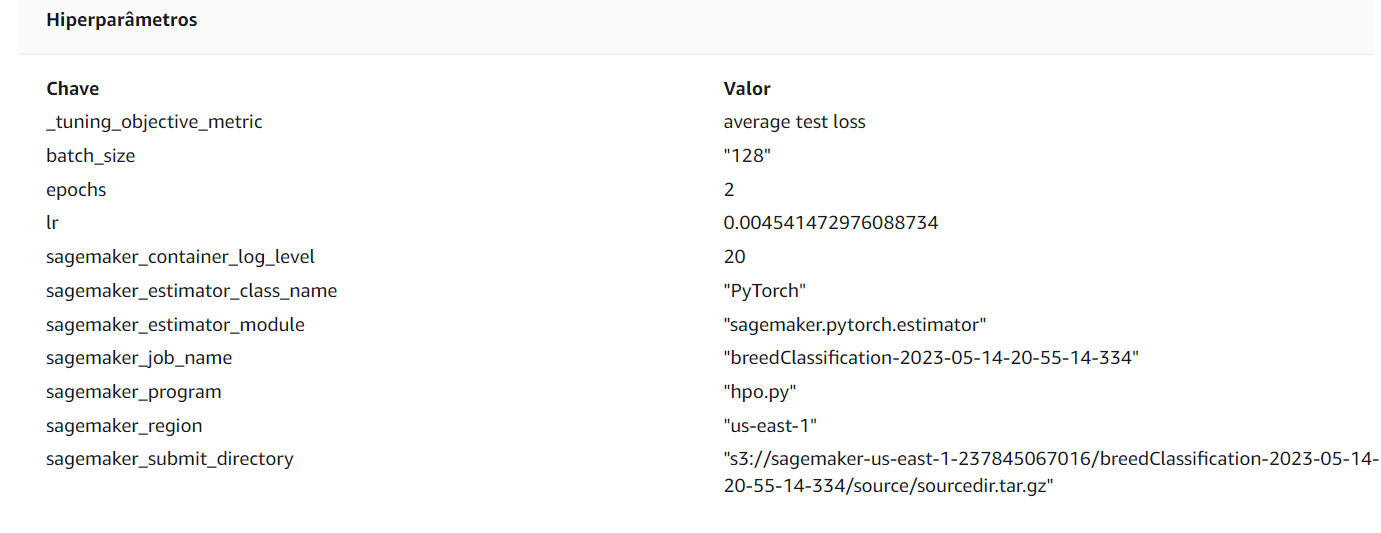 Hiperparâmetros
Chave Valor
_tuning_objective_metric average test loss
batch_size "128"
epochs 2
lr 0.004541472976088734
sagemaker_container_log_level 20
sagemaker_estimator_class_name "PyTorch"
sagemaker_estimator_module "sagemaker.pytorch.estimator"
sagemaker_job_name "breedClassification-2023-05-14-20-55-14-334"
sagemaker_program "hpo.py"
sagemaker_region "us-east-1"
sagemaker_submit_directory "s3://sagemaker-us-east-1-237845067016/breedClassification-2023-05-14-
20-55-14-334/source/sourcedir.tar.gz"